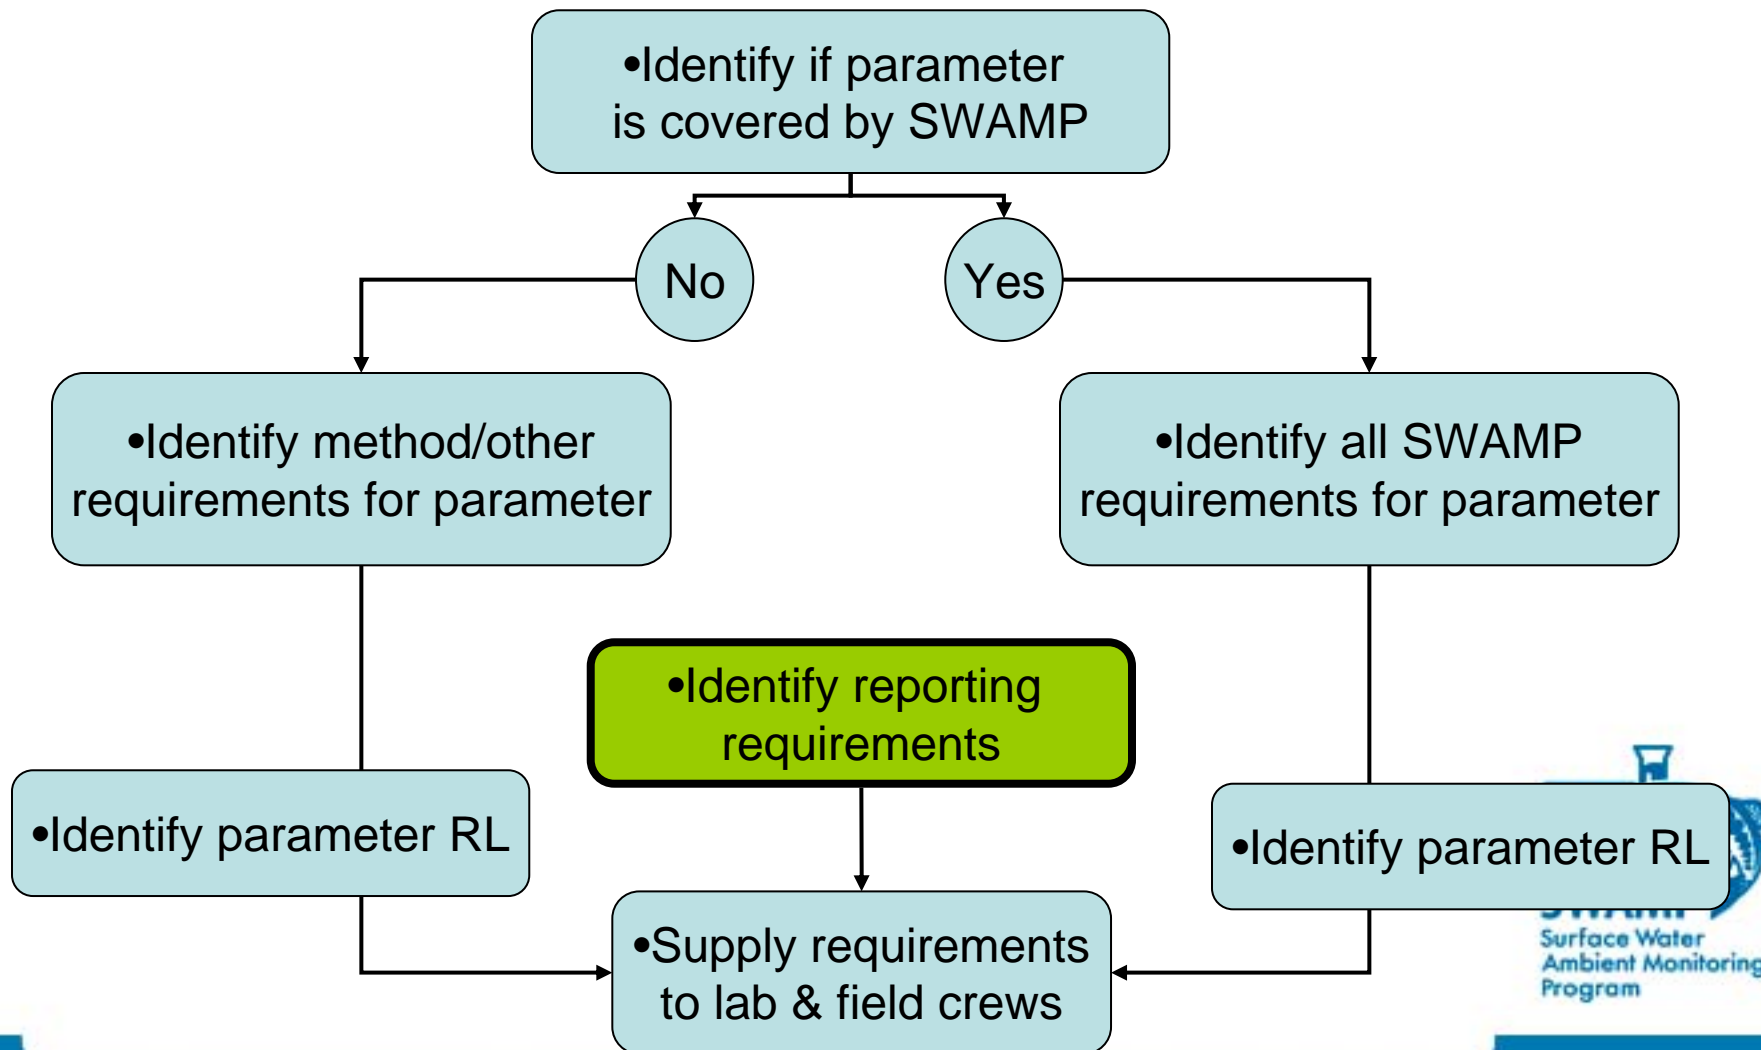 •Identify if parameter
is covered by SWAMP
No
Yes
•Identify method/other
requirements for parameter
•Identify all SWAMP
requirements for parameter
•Identify reporting
requirements
•Identify parameter RL
•Identify parameter RL
SWAMP
Surface Water
Ambient Monitoring
Program
•Supply requirements
to lab & field crews